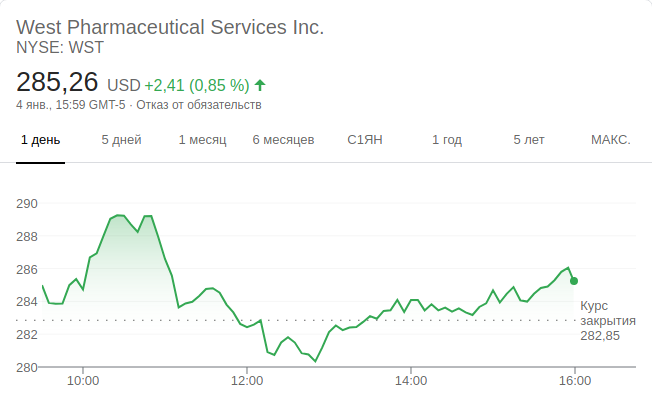 West Pharmaceutical Services Inc.
NYSE: WST
285,26 USD +2,41 (0,85 %)
4 янв., 15:59 GMT-5 · Отказ от обязательств
1 день 5 дней 1 месяц 6 месяцев С1ЯН 1 год 5 лет МАКС.
290
288
286
284
282
280
Курс
закрытия
282,85
10:00 12:00 14:00 16:00